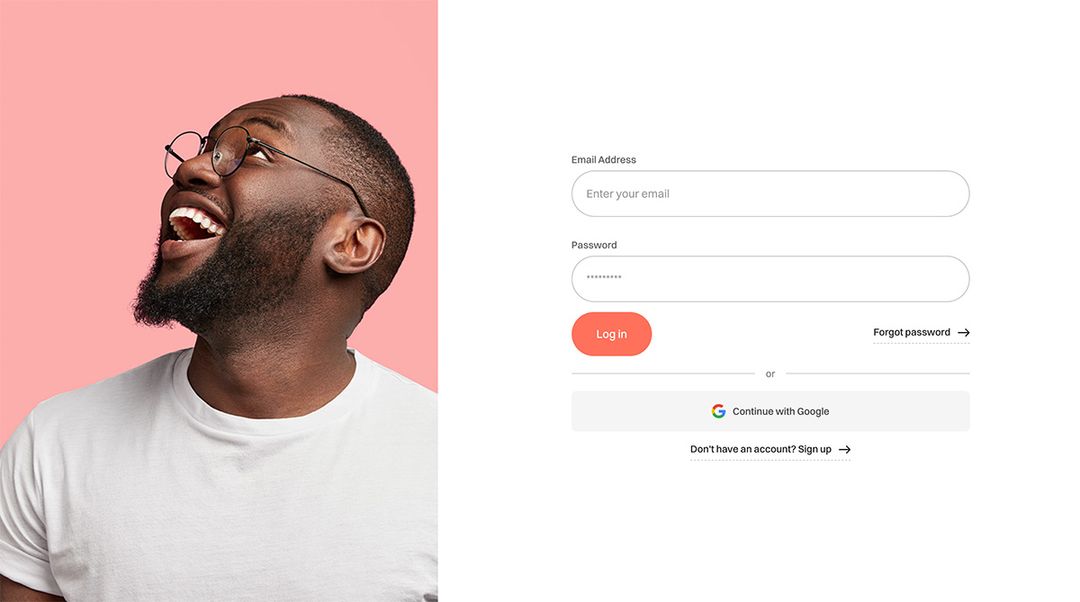 Email Address
Enter your email
Password
*********
Log in
Forgot password
or
Continue with Google
Don't have an account? Sign up